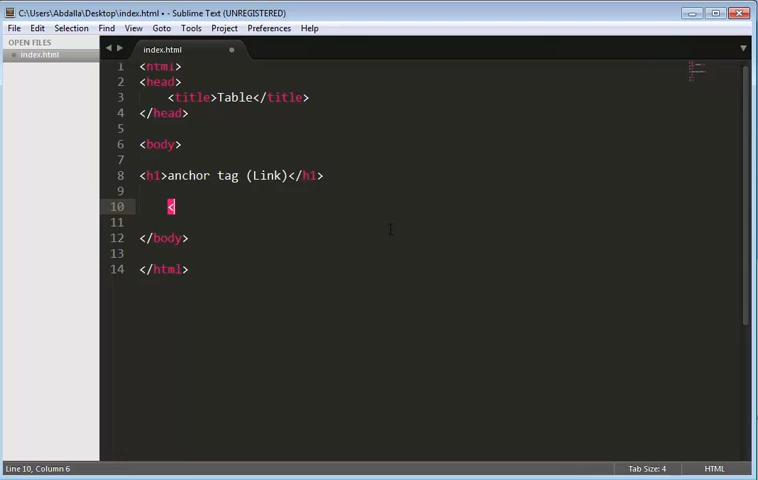 C:\Users\Abdalla\Desktop\index.html • - Sublime Text (UNREGISTERED)
File Edit Selection Find View Goto Tools Project Preferences Help
OPEN FILES
index.html
index.html
1 <html>
2 <head>
3 <title>Table</title>
4 </head>
5
6 <body>
7
8 <h1>anchor tag (Link)</h1>
9
10 <
11
12 </body>
13
14 </html>
Line 10, Column 6 Tab Size: 4 HTML